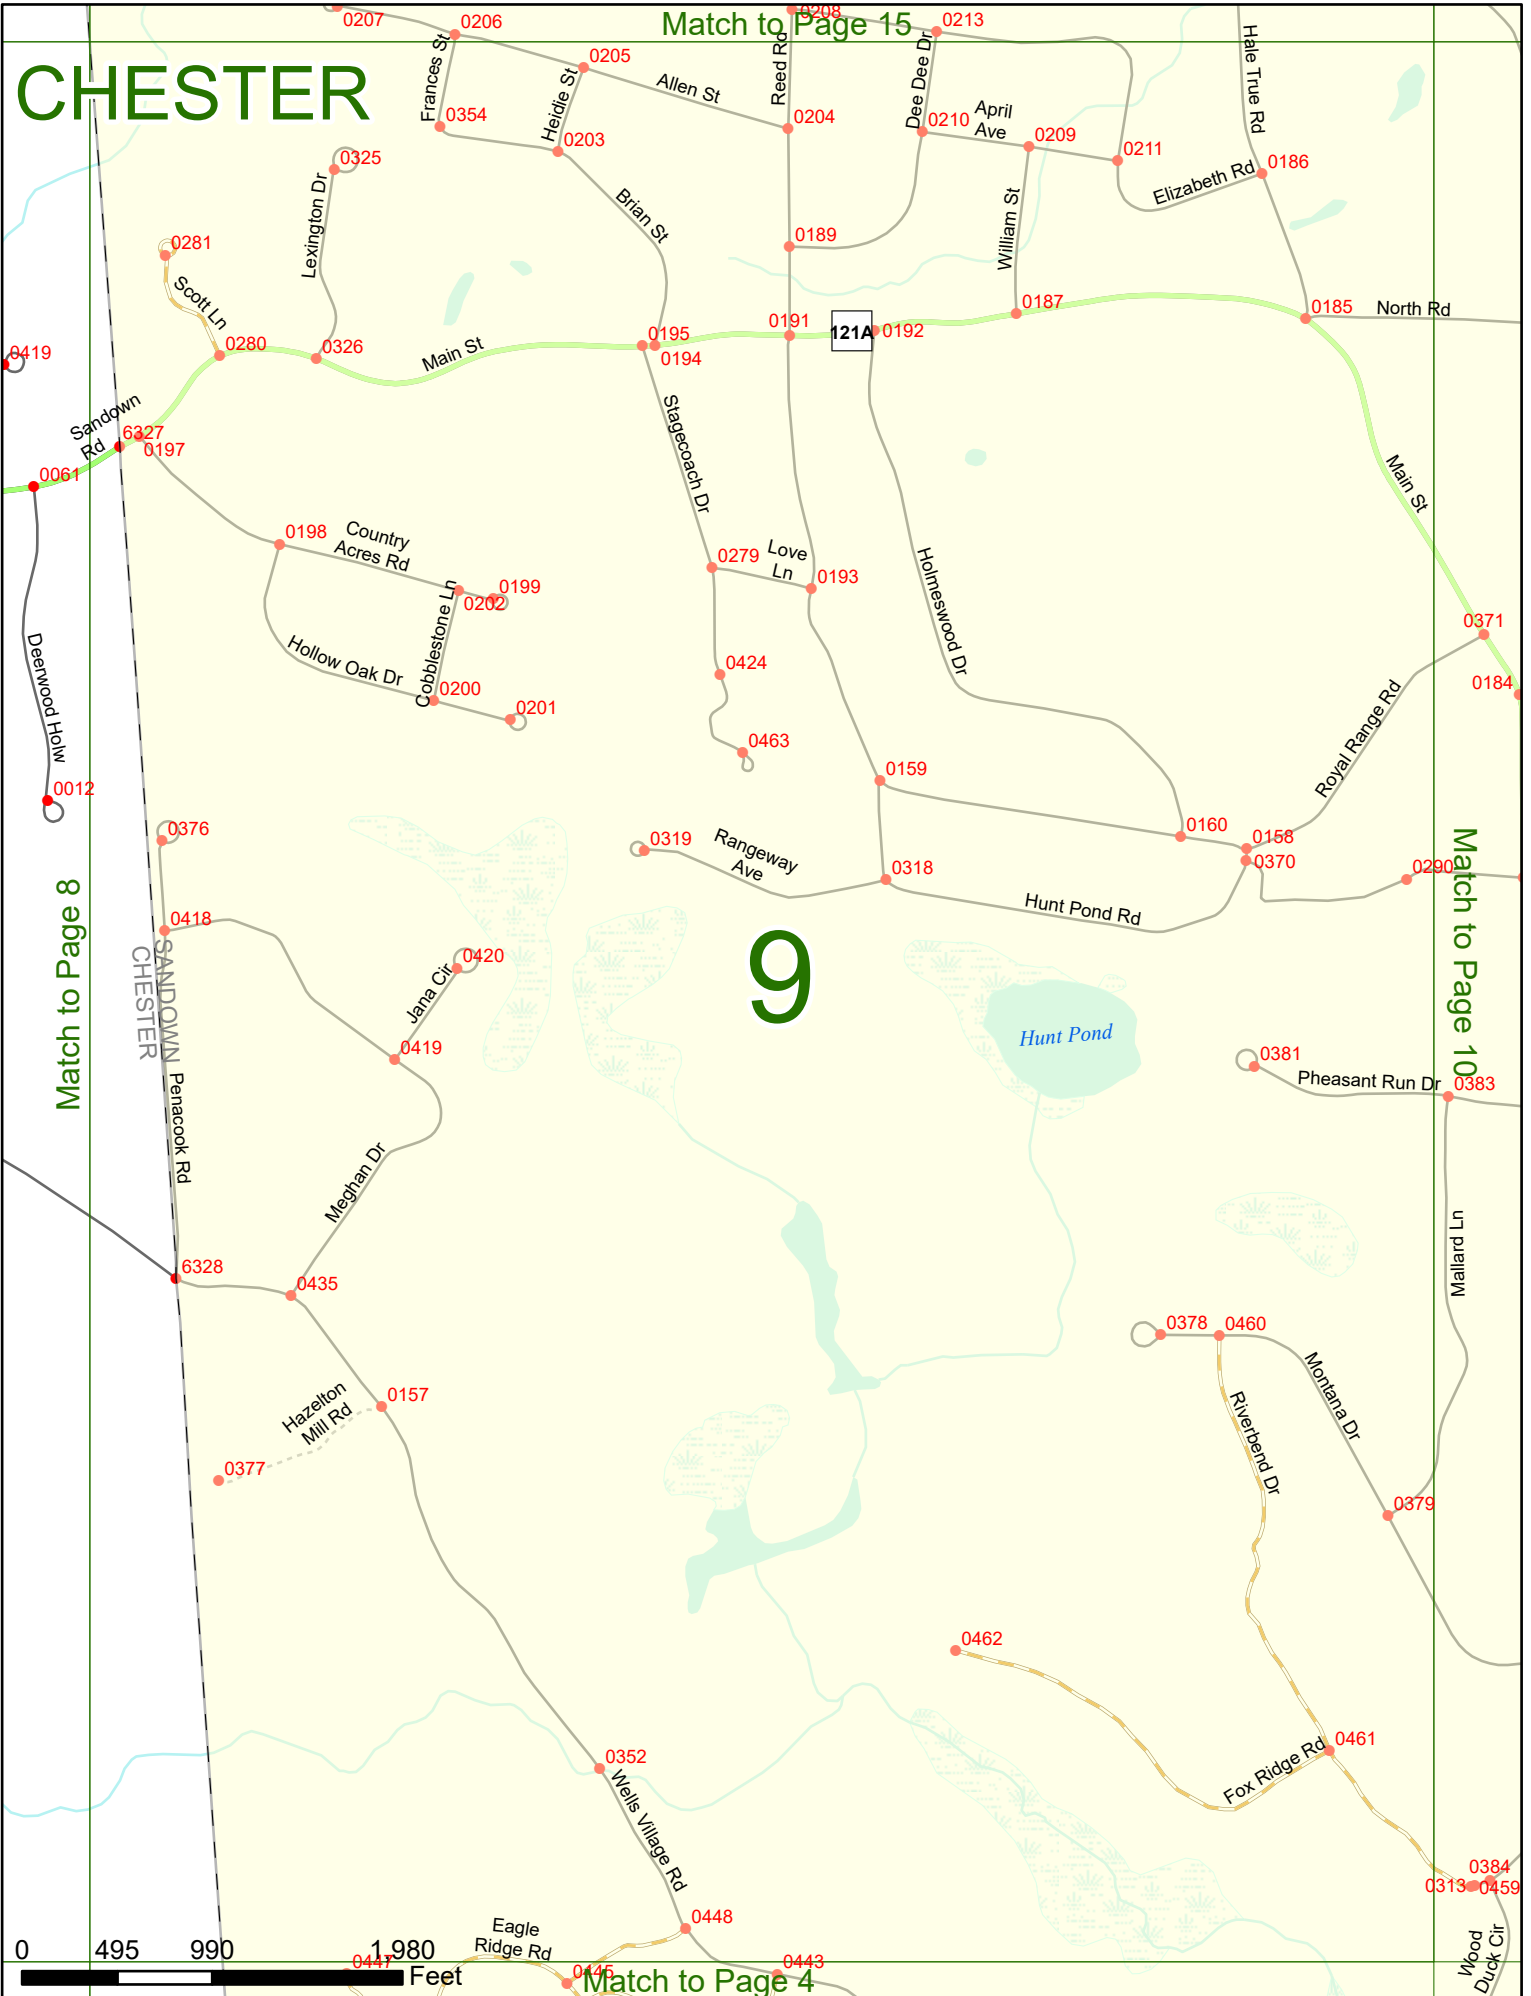 Match to Page 15
CHESTER
0207
0206
0208
0213
0205
Frances St
Heidie St
Allen St
Reed Rd
Dee Dee Dr
Hale True Rd
0354
0203
0204
0210
April
Ave
0209
0211
0186
0325
Lexington Dr
Brian St
William St
Elizabeth Rd
0281
Scott Ln
0189
0187
0185
North Rd
0280
0326
Main St
0195
0194
0191
121A
0192
0419
Sandown
Rd
6327
0197
0061
Stagecoach Dr
Main St
0198
Country
Acres Rd
0199
0202
Cobblestone Ln
0279
Love
Ln
0193
Holmeswood Dr
Deerwood Holw
Hollow Oak Dr
0200
0201
0424
0463
0371
0184
Royal Range Rd
0012
0159
0376
0319
Rangeway
Ave
0318
0160
0158
0370
0290
Match to Page 8
Match to Page 10
Hunt Pond Rd
0418
SANDOWN
CHESTER
Jana Cir
0420
9
0419
Hunt Pond
0381
Pheasant Run Dr
0383
Penacook Rd
Meghan Dr
Mallard Ln
6328
0435
0378
0460
Montana Dr
Riverbend Dr
Hazelton
Mill Rd
0157
0377
0379
0462
0461
Fox Ridge Rd
0352
Wells Village Rd
0384
0313
0459
0448
Eagle
Ridge Rd
Wood
Duck Cir
0447
0445
0443
0 495 990 1,980
Feet
Match to Page 4